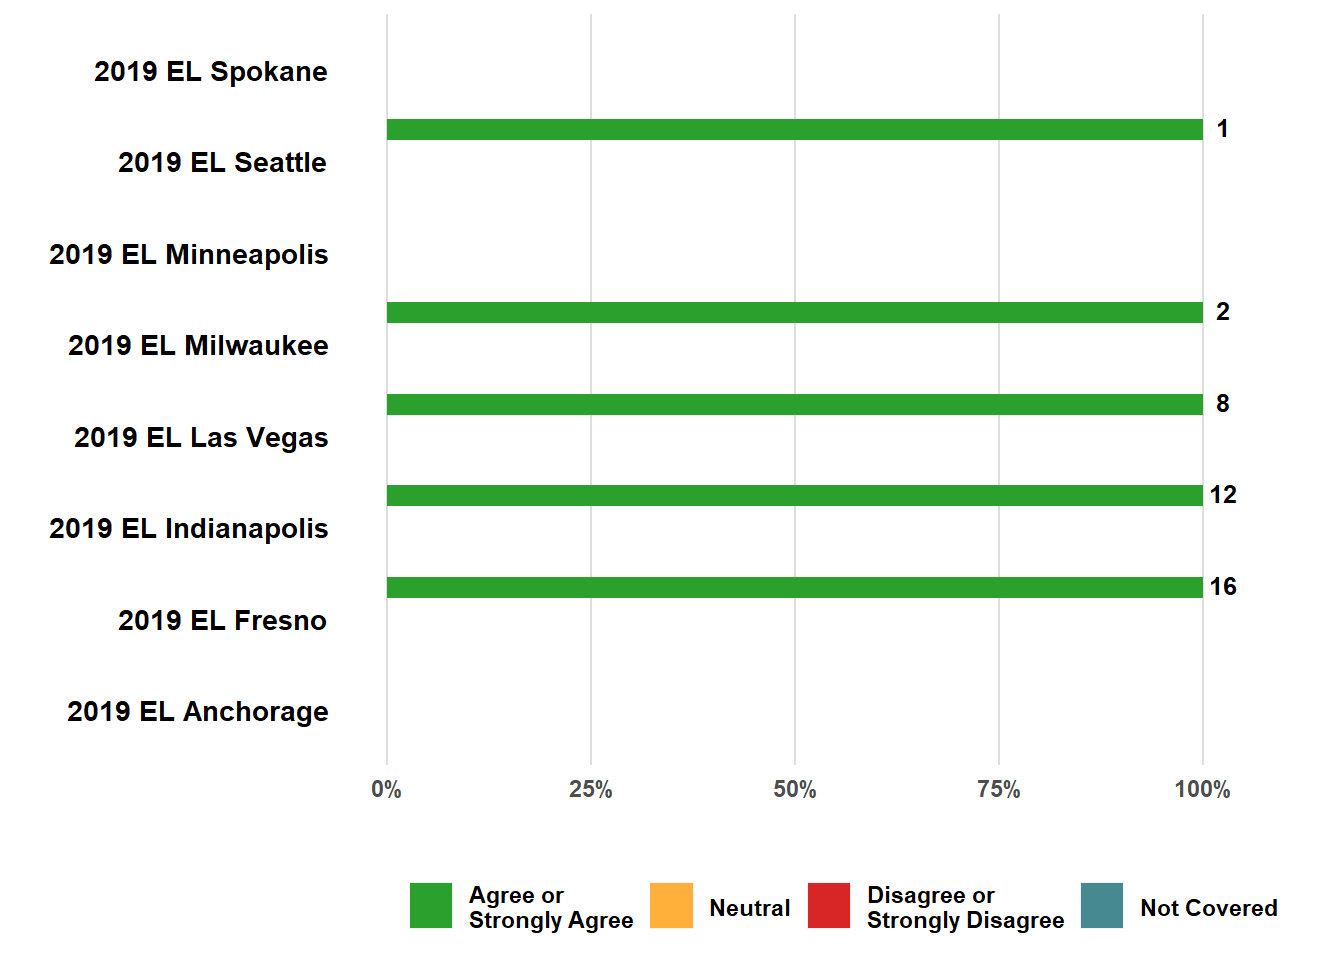 2019 EL Spokane
1
2019 EL Seattle
2019 EL Minneapolis
2
2019 EL Milwaukee
8
2019 EL Las Vegas
12
2019 EL Indianapolis
16
2019 EL Fresno
2019 EL Anchorage
0% 25% 50% 75% 100%
Agree or
Strongly Agree
Neutral
Disagree or
Strongly Disagree
Not Covered